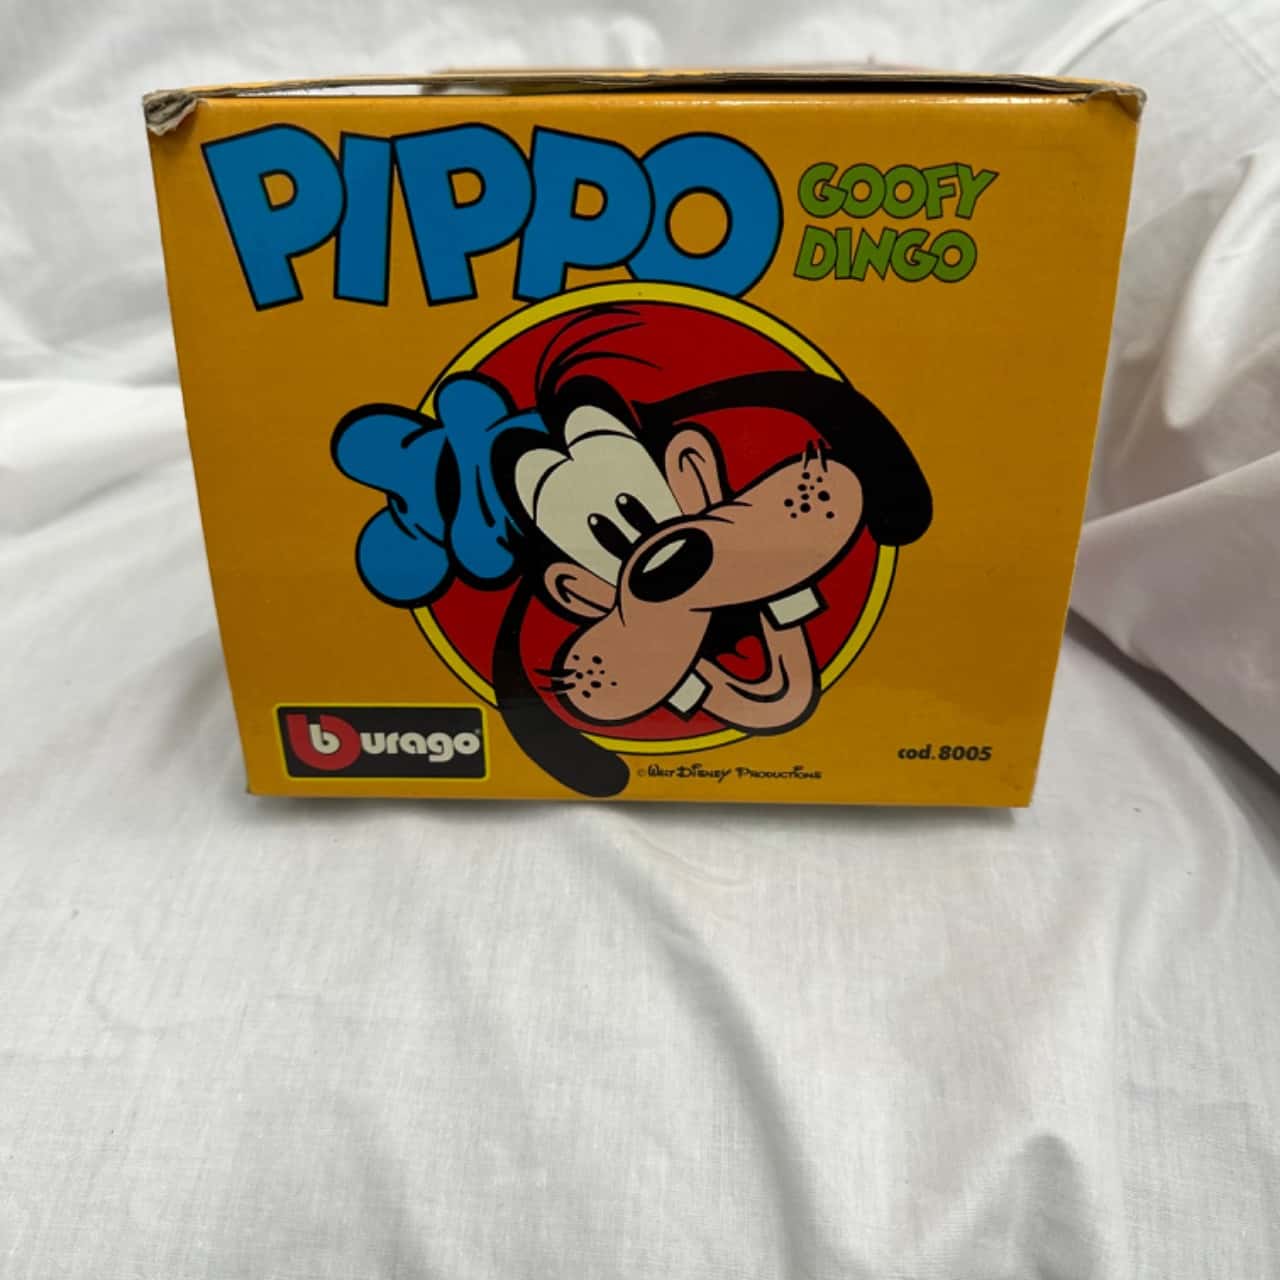 PIPPO
GOOFY
DINGO
burago
© WALT DISNEY PRODUCTIONS
cod.8005